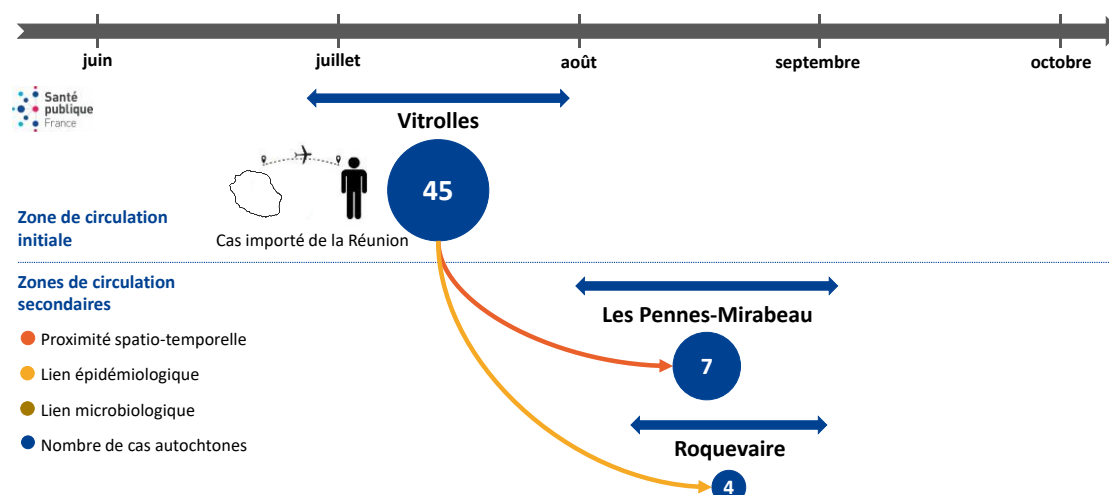 juin
juillet
août
septembre
octobre
Santé
publique
France
Vitrolles
45
Zone de circulation
initiale
Cas importé de la Réunion
Zones de circulation
secondaires
Les Pennes-Mirabeau
Proximité spatio-temporelle
7
Lien épidémiologique
Lien microbiologique
Nombre de cas autochtones
Roquevaire
4